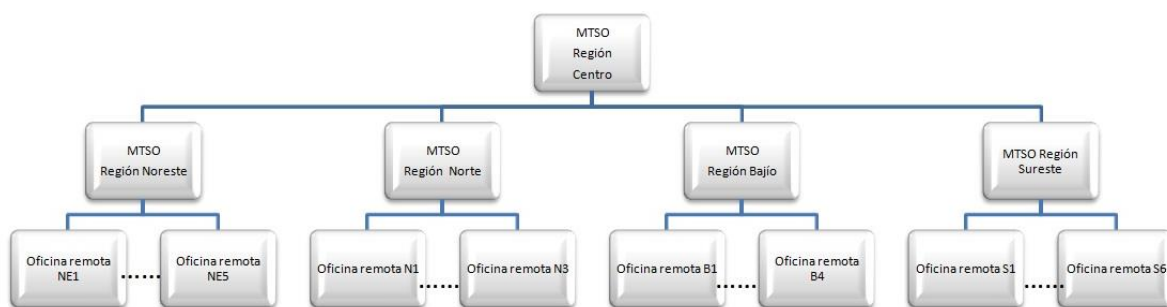 MTSO
Región
Centro
MTSO
Región Noreste
MTSO
Región Norte
MTSO
Región Bajío
MTSO Región
Sureste
Oficina remota
NE1
......
Oficina remota
NE5
Oficina remota N1
......
Oficina remota N3
Oficina remota B1
......
Oficina remota
B4
Oficina remota S1
......
Oficina remota S6